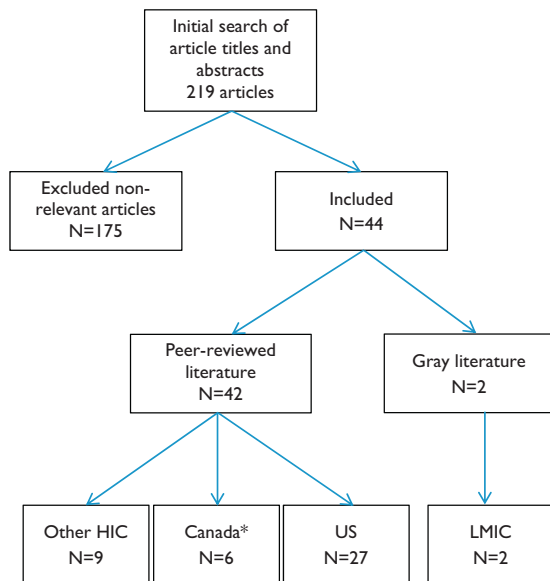 Initial search of
article titles and
abstracts
219 articles
Excluded non-
relevant articles
N=175
Included
N=44
Peer-reviewed
literature
N=42
Gray literature
N=2
Other HIC
N=9
Canada*
N=6
US
N=27
LMIC
N=2